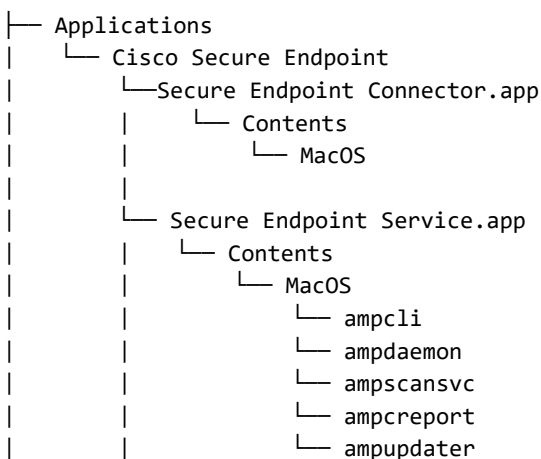 ├── Applications
│   └── Cisco Secure Endpoint
│       └──Secure Endpoint Connector.app
│       │    └── Contents
│       │        └── MacOS
│       │
│       └── Secure Endpoint Service.app
│       │   └── Contents
│       │       └── MacOS
│       │           └── ampcli
│       │           └── ampdaemon
│       │           └── ampscansvc
│       │           └── ampcreport
│       │           └── ampupdater